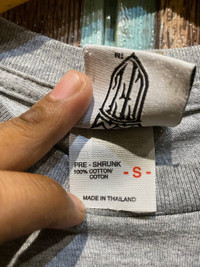 PRE - SHRUNK
100% COTTON/
COTON
- S -
MADE IN THAILAND